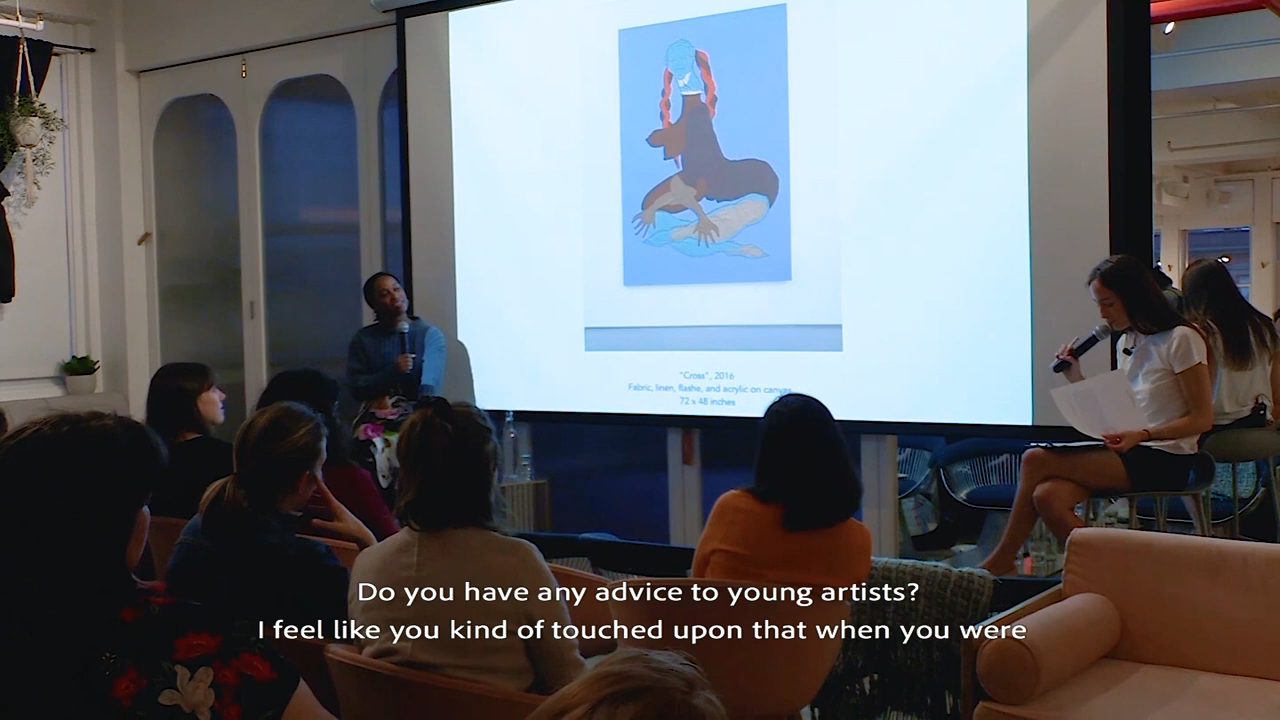 "Cross", 2016
Fabric, linen, flashe, and acrylic on canvas
72 x 48 inches
Do you have any advice to young artists?
I feel like you kind of touched upon that when you were